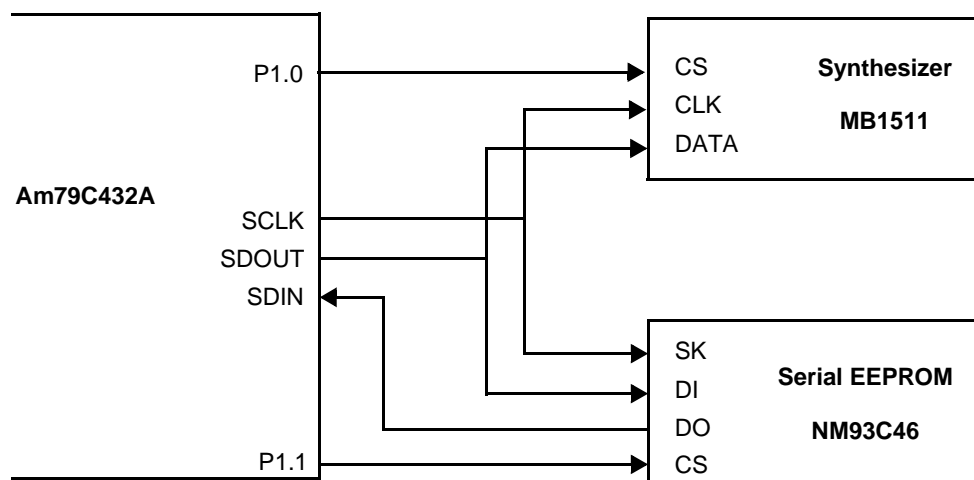 Am79C432A
P1.0
SCLK
SDOUT
SDIN
P1.1
CS
CLK
DATA
Synthesizer
MB1511
SK
DI
DO
CS
Serial EEPROM
NM93C46